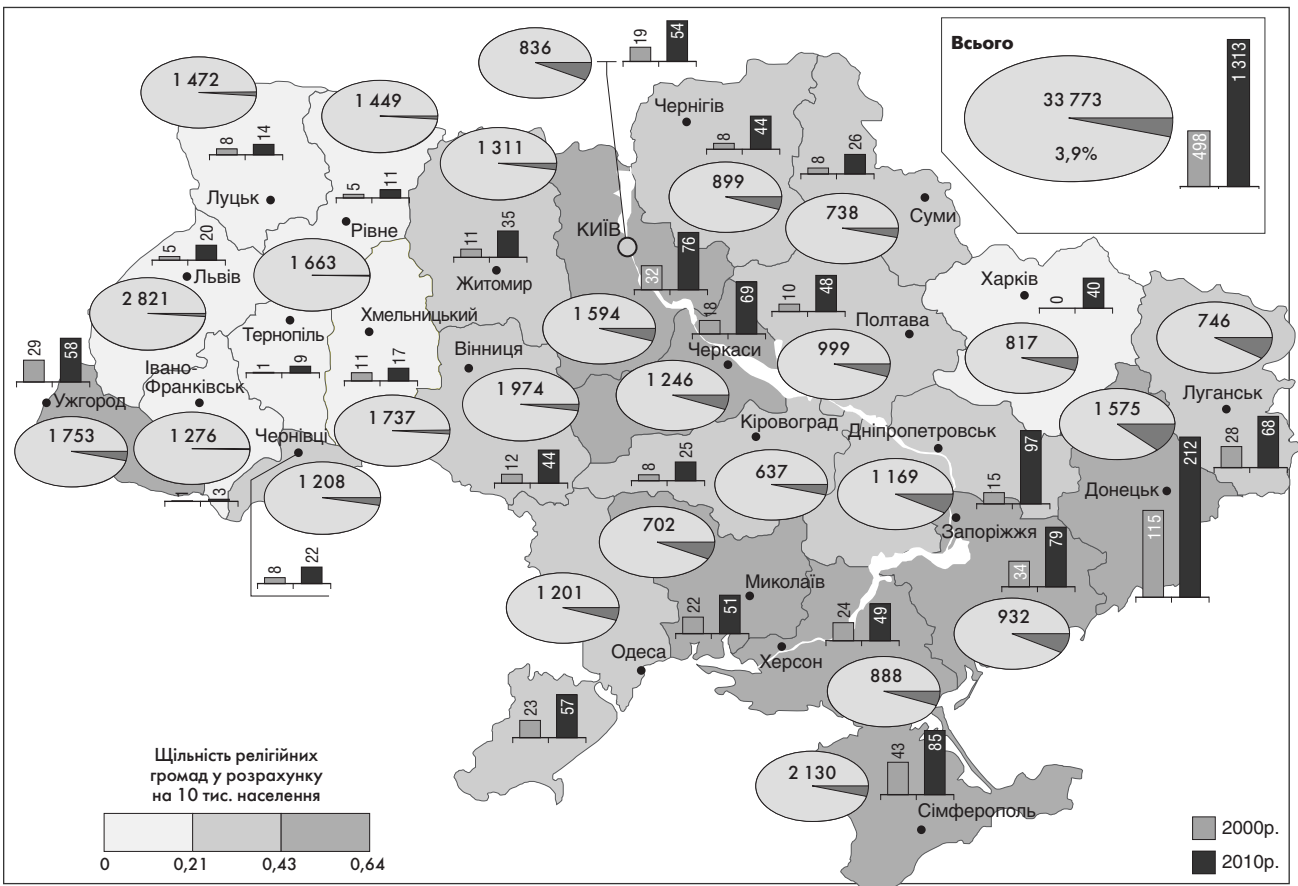 836
19
54
Всього
33 773
3,9%
498
1 313
1 472
8
14
Луцьк
1 449
5
11
Рівне
1 311
11
35
Житомир
КИЇВ
32
76
1 594
Чернігів
8
44
899
8
26
738
Суми
5
20
Львів
2 821
1 663
Тернопіль
1
9
Хмельницький
11
17
1 737
Вінниця
1 974
12
44
18
69
Черкаси
1 246
10
48
Полтава
999
Харків
0
40
817
746
Луганськ
28
68
29
58
Ужгород
1 753
Івано-
Франківськ
1 276
1
3
Чернівці
1 208
8
22
Кіровоград
8
25
637
Дніпропетровськ
1 169
15
97
1 575
Донецьк
115
212
Запоріжжя
34
79
932
702
Миколаїв
22
51
1 201
Одеса
23
57
Херсон
24
49
888
2 130
43
85
Сімферополь
Щільність релігійних
громад у розрахунку
на 10 тис. населення
0 0,21 0,43 0,64
2000р.
2010р.